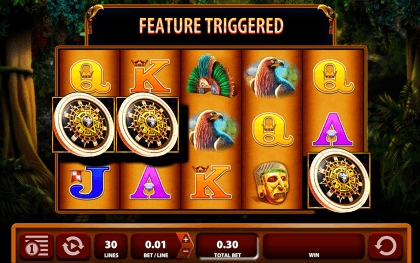 FEATURE TRIGGERED
Q K Q
Q A
J A K
30 0.01 0.30
LINES BET / LINE TOTAL BET WIN